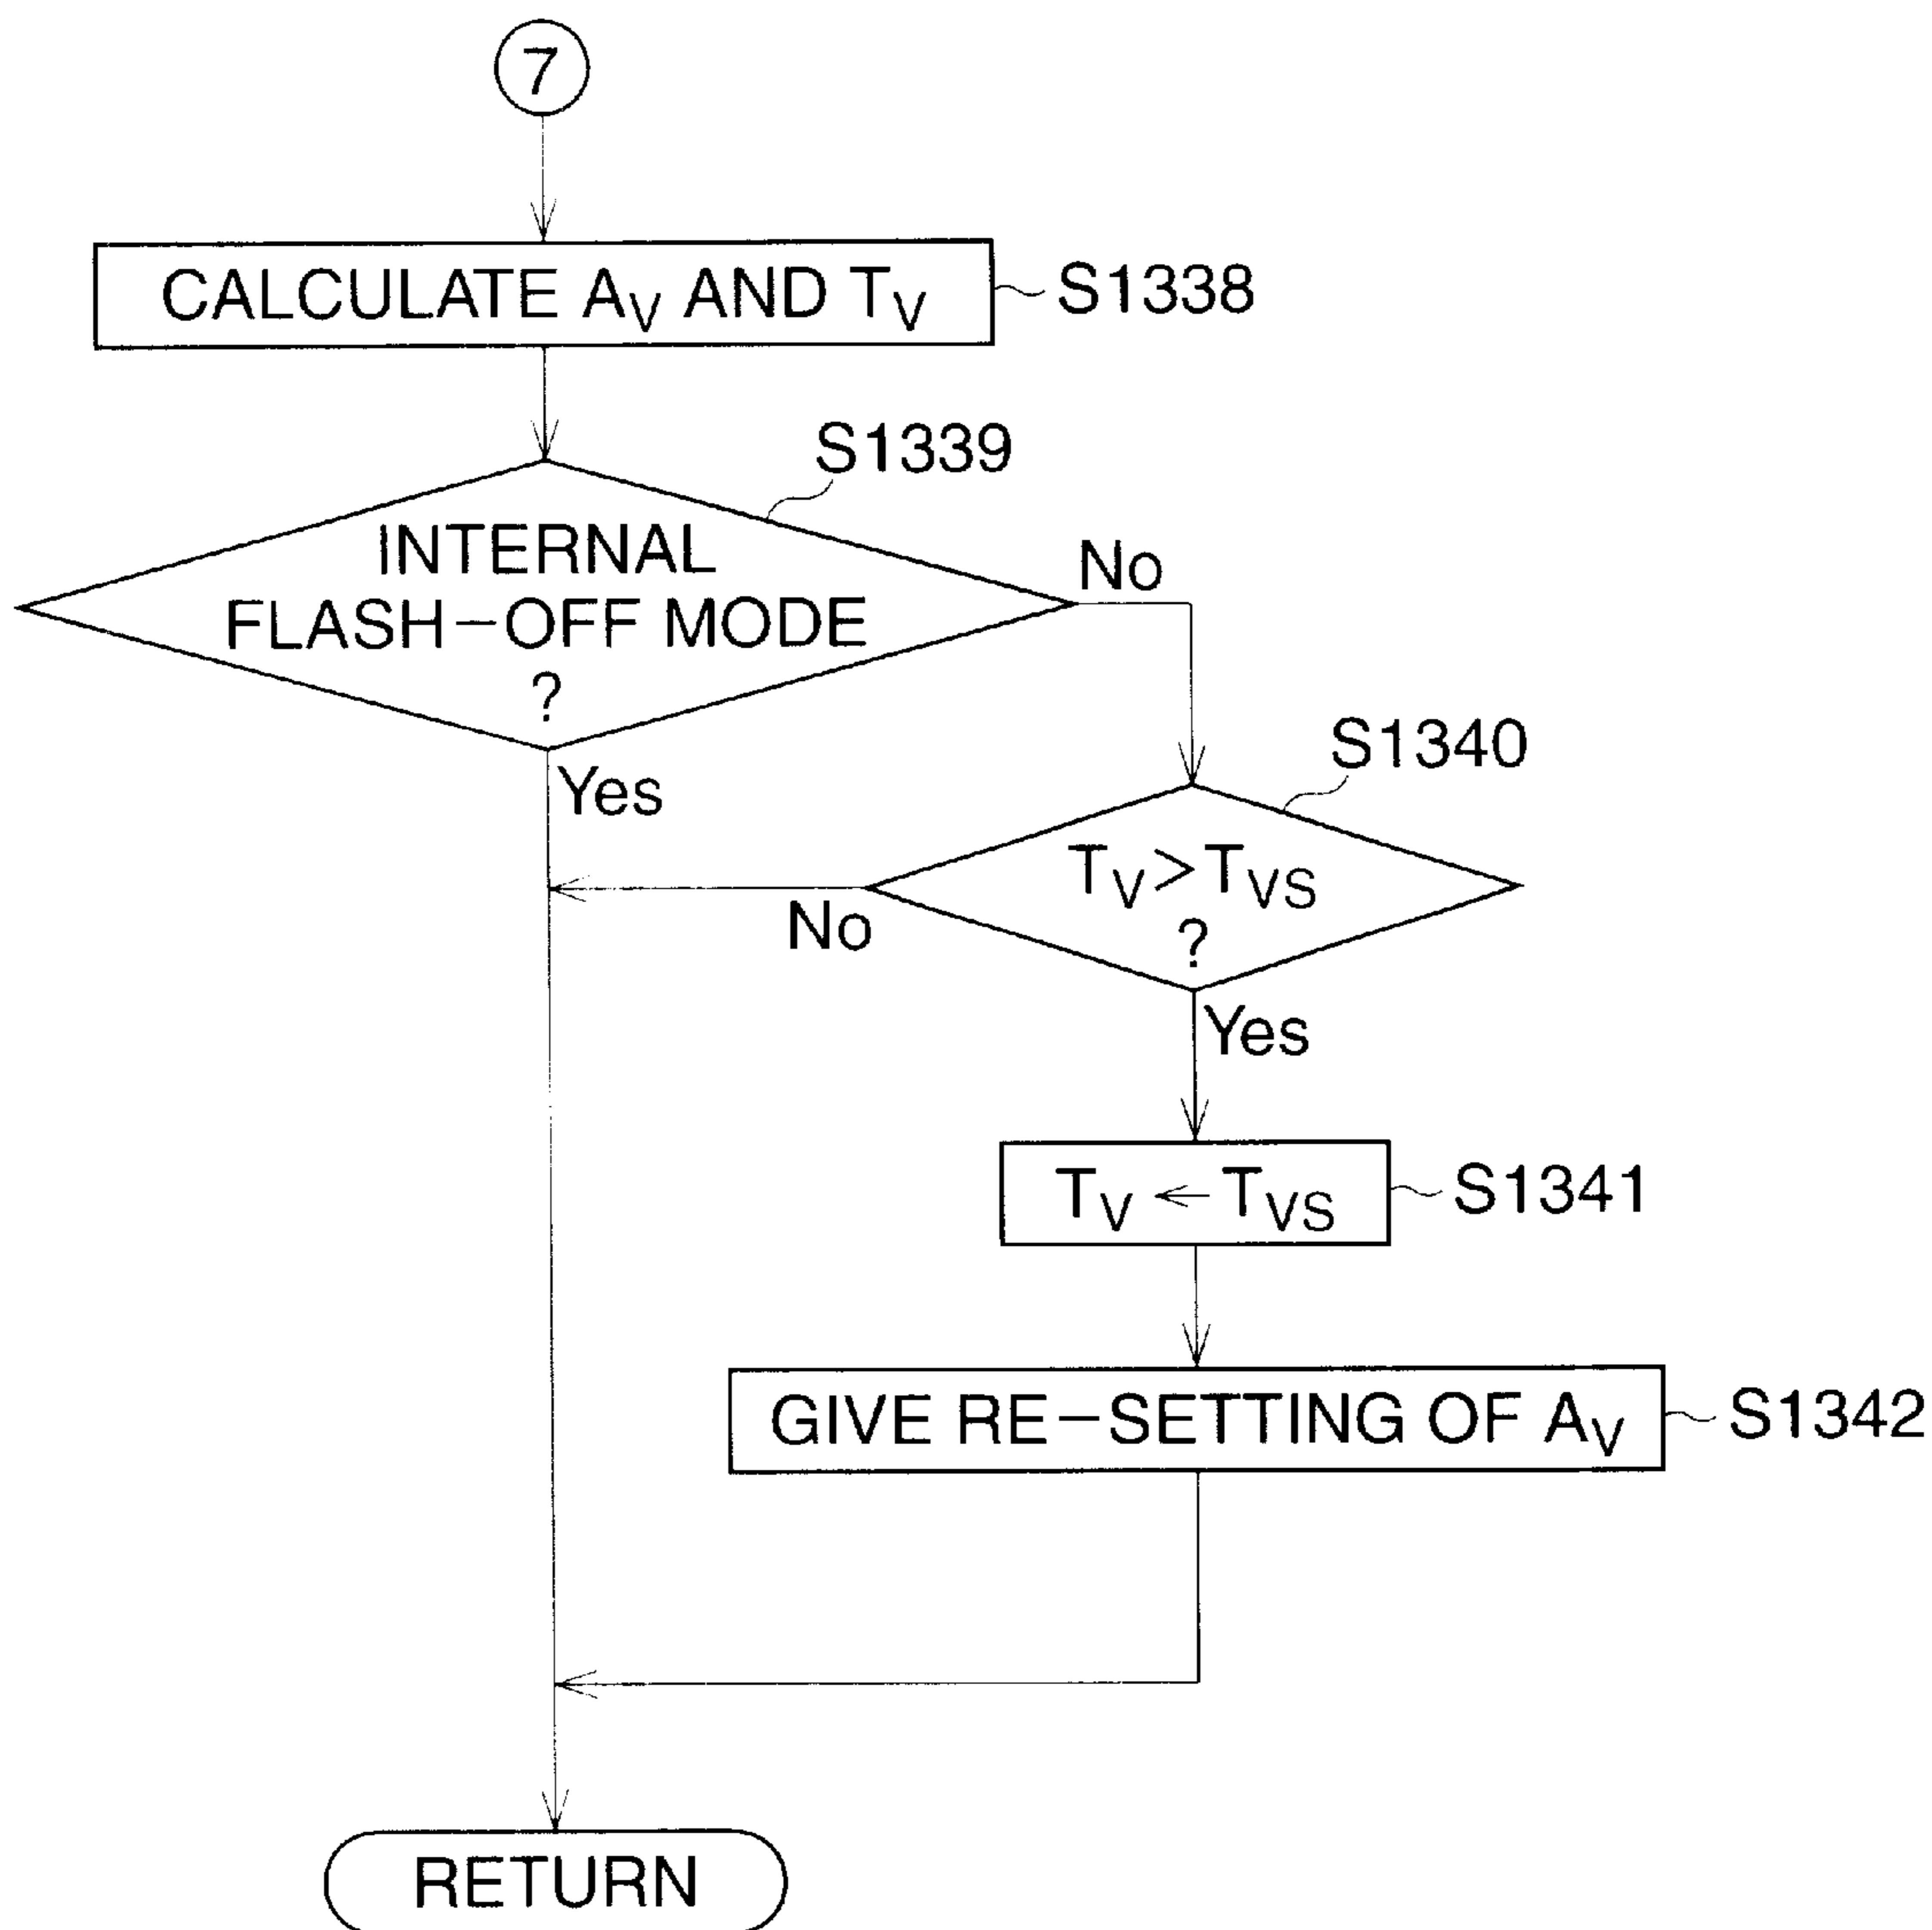 7
CALCULATE AV AND TV
S1338
S1339
INTERNAL
FLASH-OFF MODE
?
No
Yes
S1340
TV>TVS
?
No
Yes
TV ← TVS
S1341
GIVE RE-SETTING OF AV
S1342
RETURN